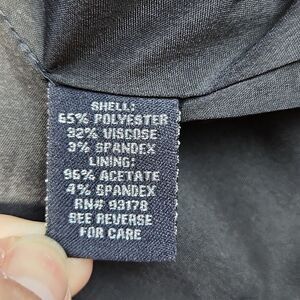 SHELL:
65% POLYESTER
32% VISCOSE
3% SPANDEX
LINING:
96% ACETATE
4% SPANDEX
RN# 93178
SEE REVERSE
FOR CARE